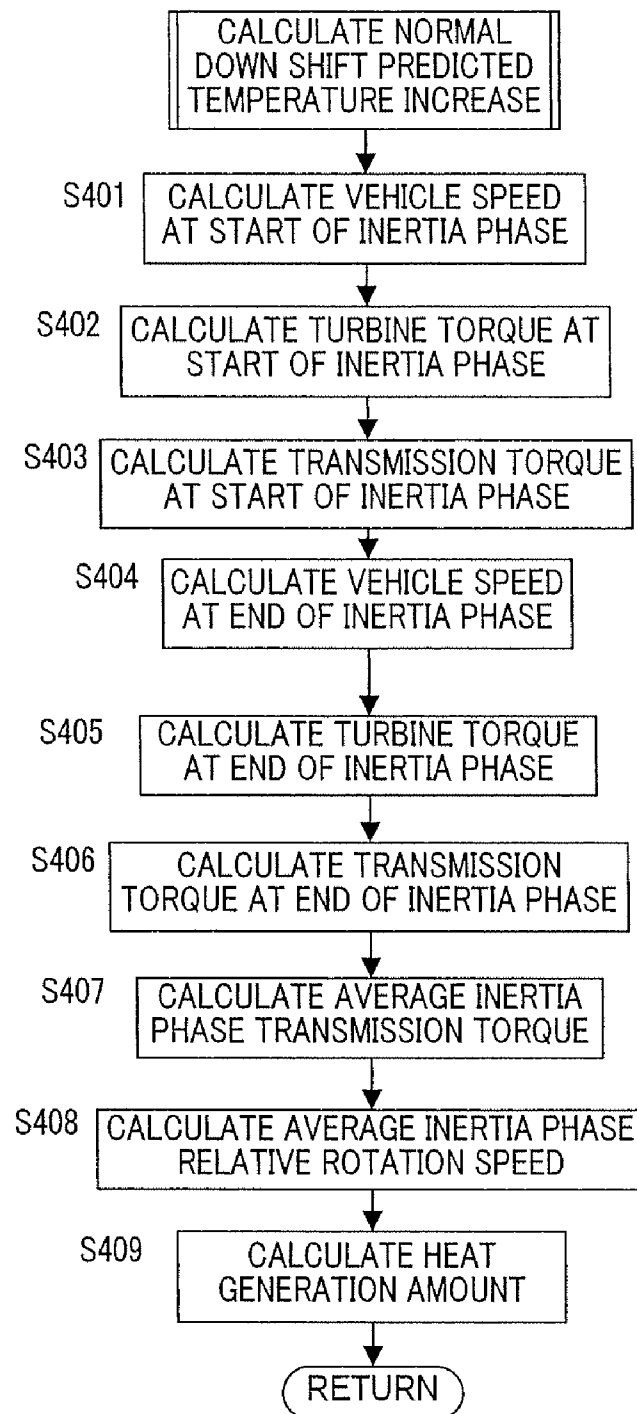 CALCULATE NORMAL
DOWN SHIFT PREDICTED
TEMPERATURE INCREASE
S401
CALCULATE VEHICLE SPEED
AT START OF INERTIA PHASE
S402
CALCULATE TURBINE TORQUE AT
START OF INERTIA PHASE
S403
CALCULATE TRANSMISSION TORQUE
AT START OF INERTIA PHASE
S404
CALCULATE VEHICLE SPEED
AT END OF INERTIA PHASE
S405
CALCULATE TURBINE TORQUE
AT END OF INERTIA PHASE
S406
CALCULATE TRANSMISSION
TORQUE AT END OF INERTIA PHASE
S407
CALCULATE AVERAGE INERTIA
PHASE TRANSMISSION TORQUE
S408
CALCULATE AVERAGE INERTIA PHASE
RELATIVE ROTATION SPEED
S409
CALCULATE HEAT
GENERATION AMOUNT
RETURN